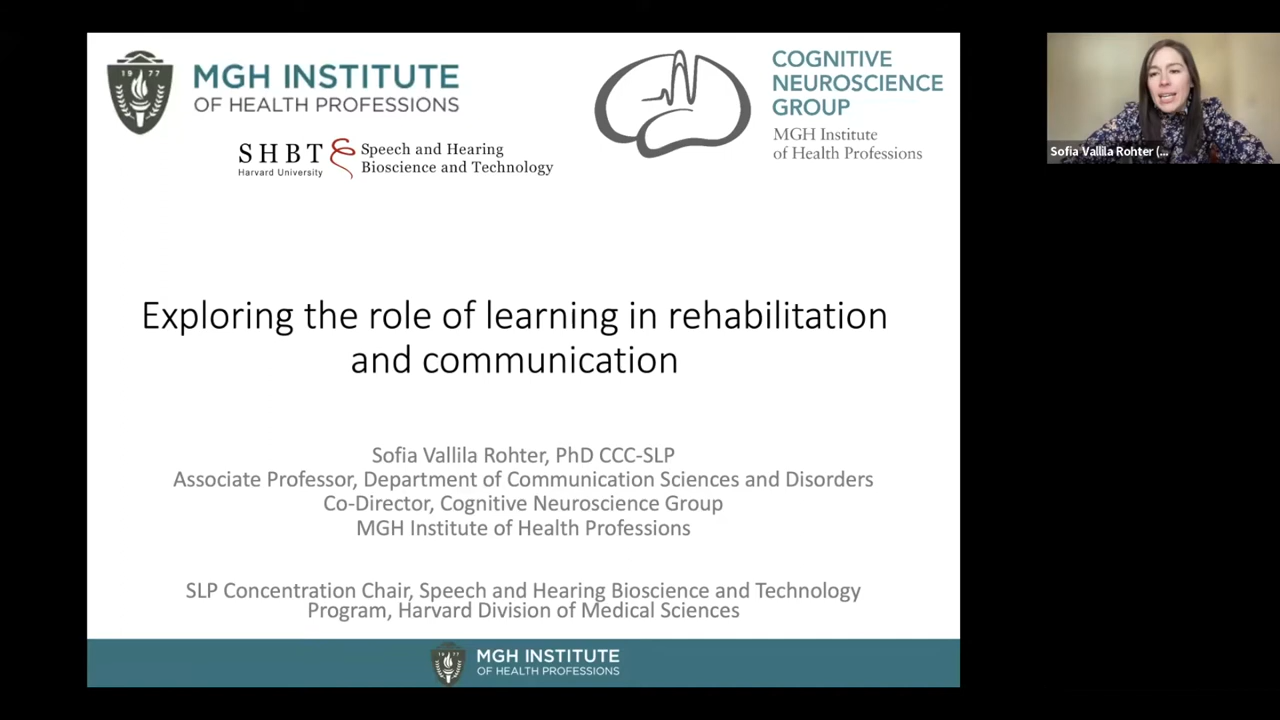 1977
MGH INSTITUTE
OF HEALTH PROFESSIONS
SHBT
Harvard University
Speech and Hearing
Bioscience and Technology
COGNITIVE
NEUROSCIENCE
GROUP
MGH Institute
of Health Professions
Sofia Vallila Rohter (...
Exploring the role of learning in rehabilitation
and communication
Sofia Vallila Rohter, PhD CCC-SLP
Associate Professor, Department of Communication Sciences and Disorders
Co-Director, Cognitive Neuroscience Group
MGH Institute of Health Professions
SLP Concentration Chair, Speech and Hearing Bioscience and Technology
Program, Harvard Division of Medical Sciences
1977
MGH INSTITUTE
OF HEALTH PROFESSIONS